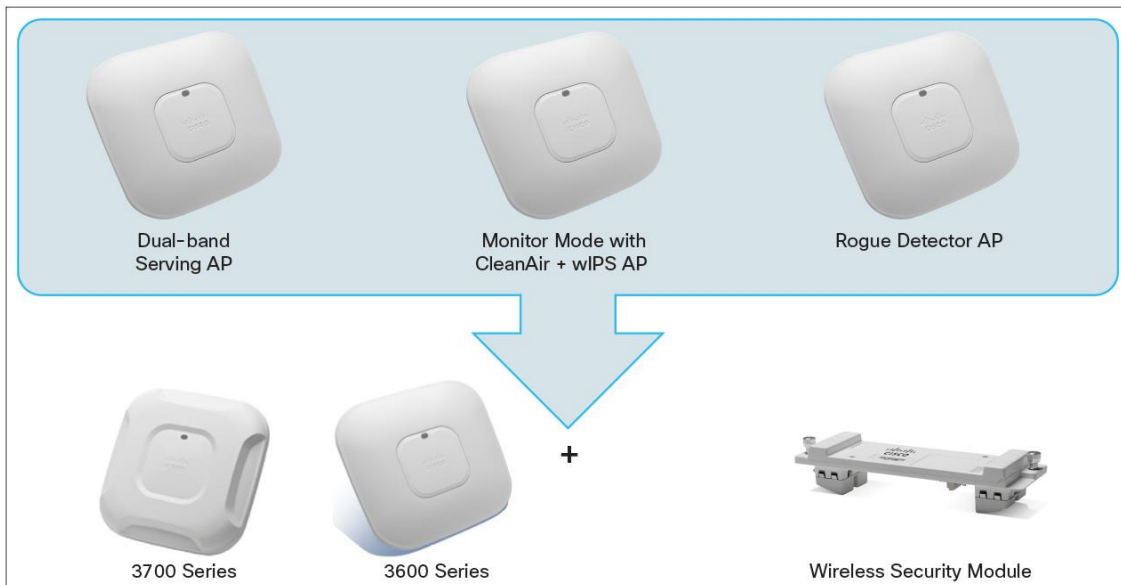 Dual-band
Serving AP
Monitor Mode with
CleanAir + wIPS AP
Rogue Detector AP
+
3700 Series
3600 Series
Wireless Security Module
CISCO